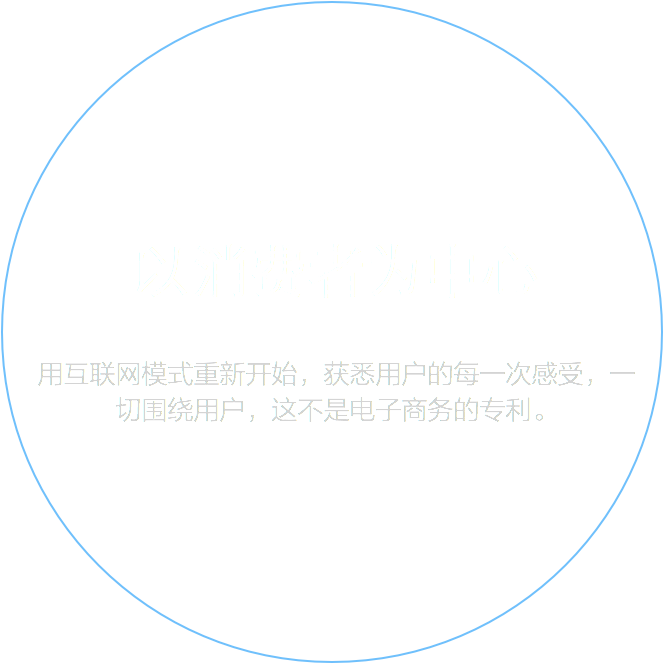 用互联网模式重新开始，获悉用户的每一次感受，一
切围绕用户，这不是电子商务的专利。